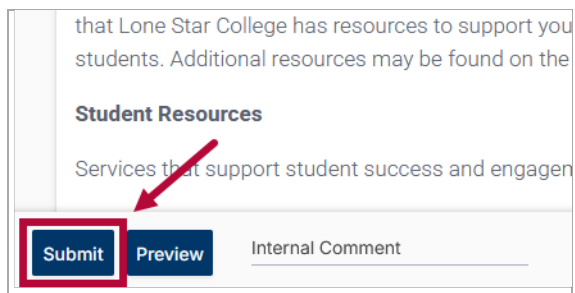 that Lone Star College has resources to support you
students. Additional resources may be found on the
Student Resources
Services that support student success and engagen
Submit Preview Internal Comment